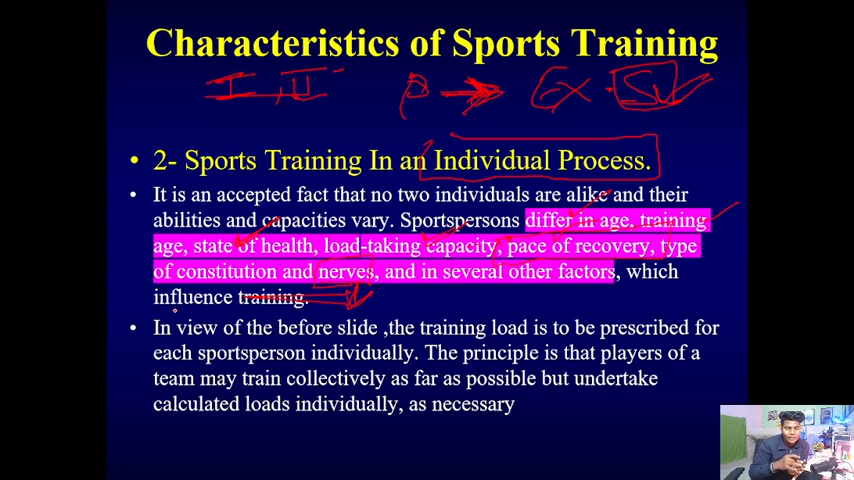 Characteristics of Sports Training
I, II
P → Ex
• 2- Sports Training In an Individual Process.
• It is an accepted fact that no two individuals are alike and their
abilities and capacities vary. Sportspersons differ in age, training
age, state of health, load-taking capacity, pace of recovery, type
of constitution and nerves, and in several other factors, which
influence training.
• In view of the before slide ,the training load is to be prescribed for
each sportsperson individually. The principle is that players of a
team may train collectively as far as possible but undertake
calculated loads individually, as necessary